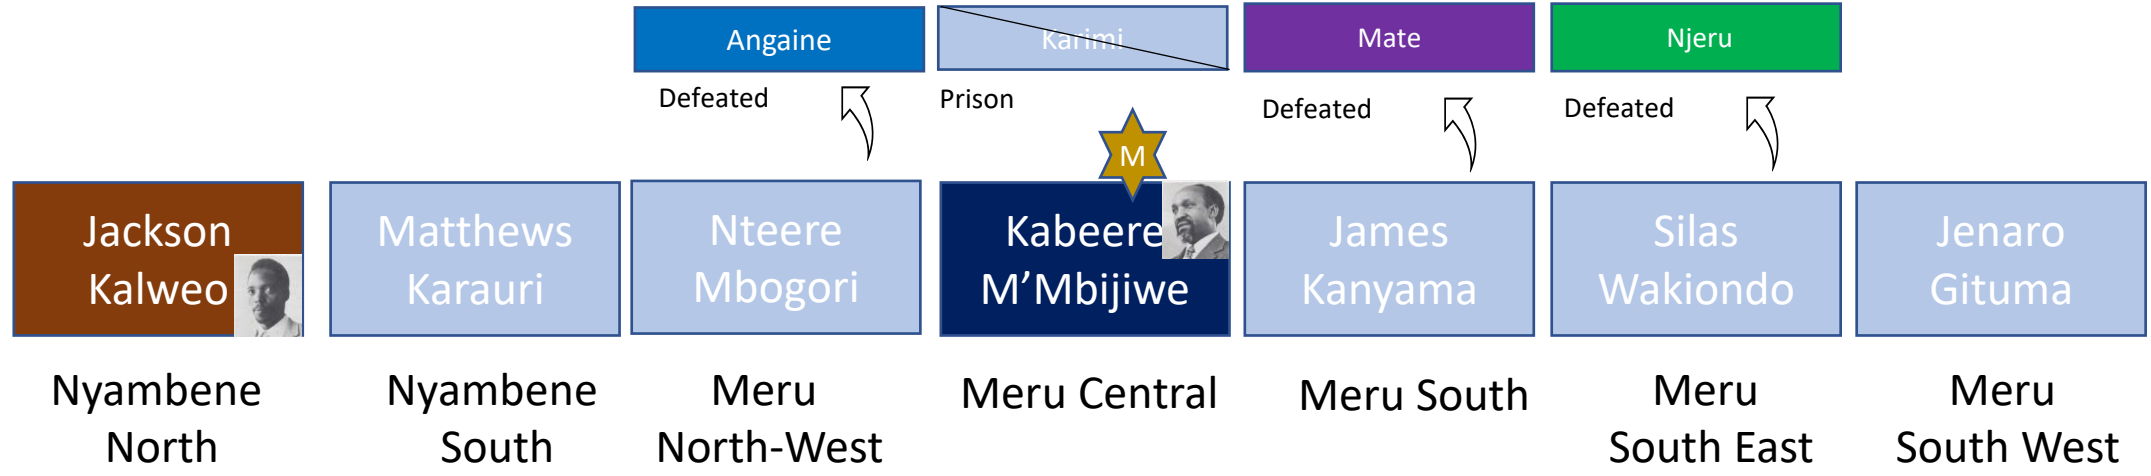 Angaine
Karimi
Mate
Njeru
Defeated
Prison
Defeated
Defeated
M
Jackson
Kalweo
Matthews
Karauri
Nteere
Mbogori
Kabeere
M’Mbijiwe
James
Kanyama
Silas
Wakiondo
Jenaro
Gituma
Nyambene
North
Nyambene
South
Meru
North-West
Meru Central
Meru South
Meru
South East
Meru
South West